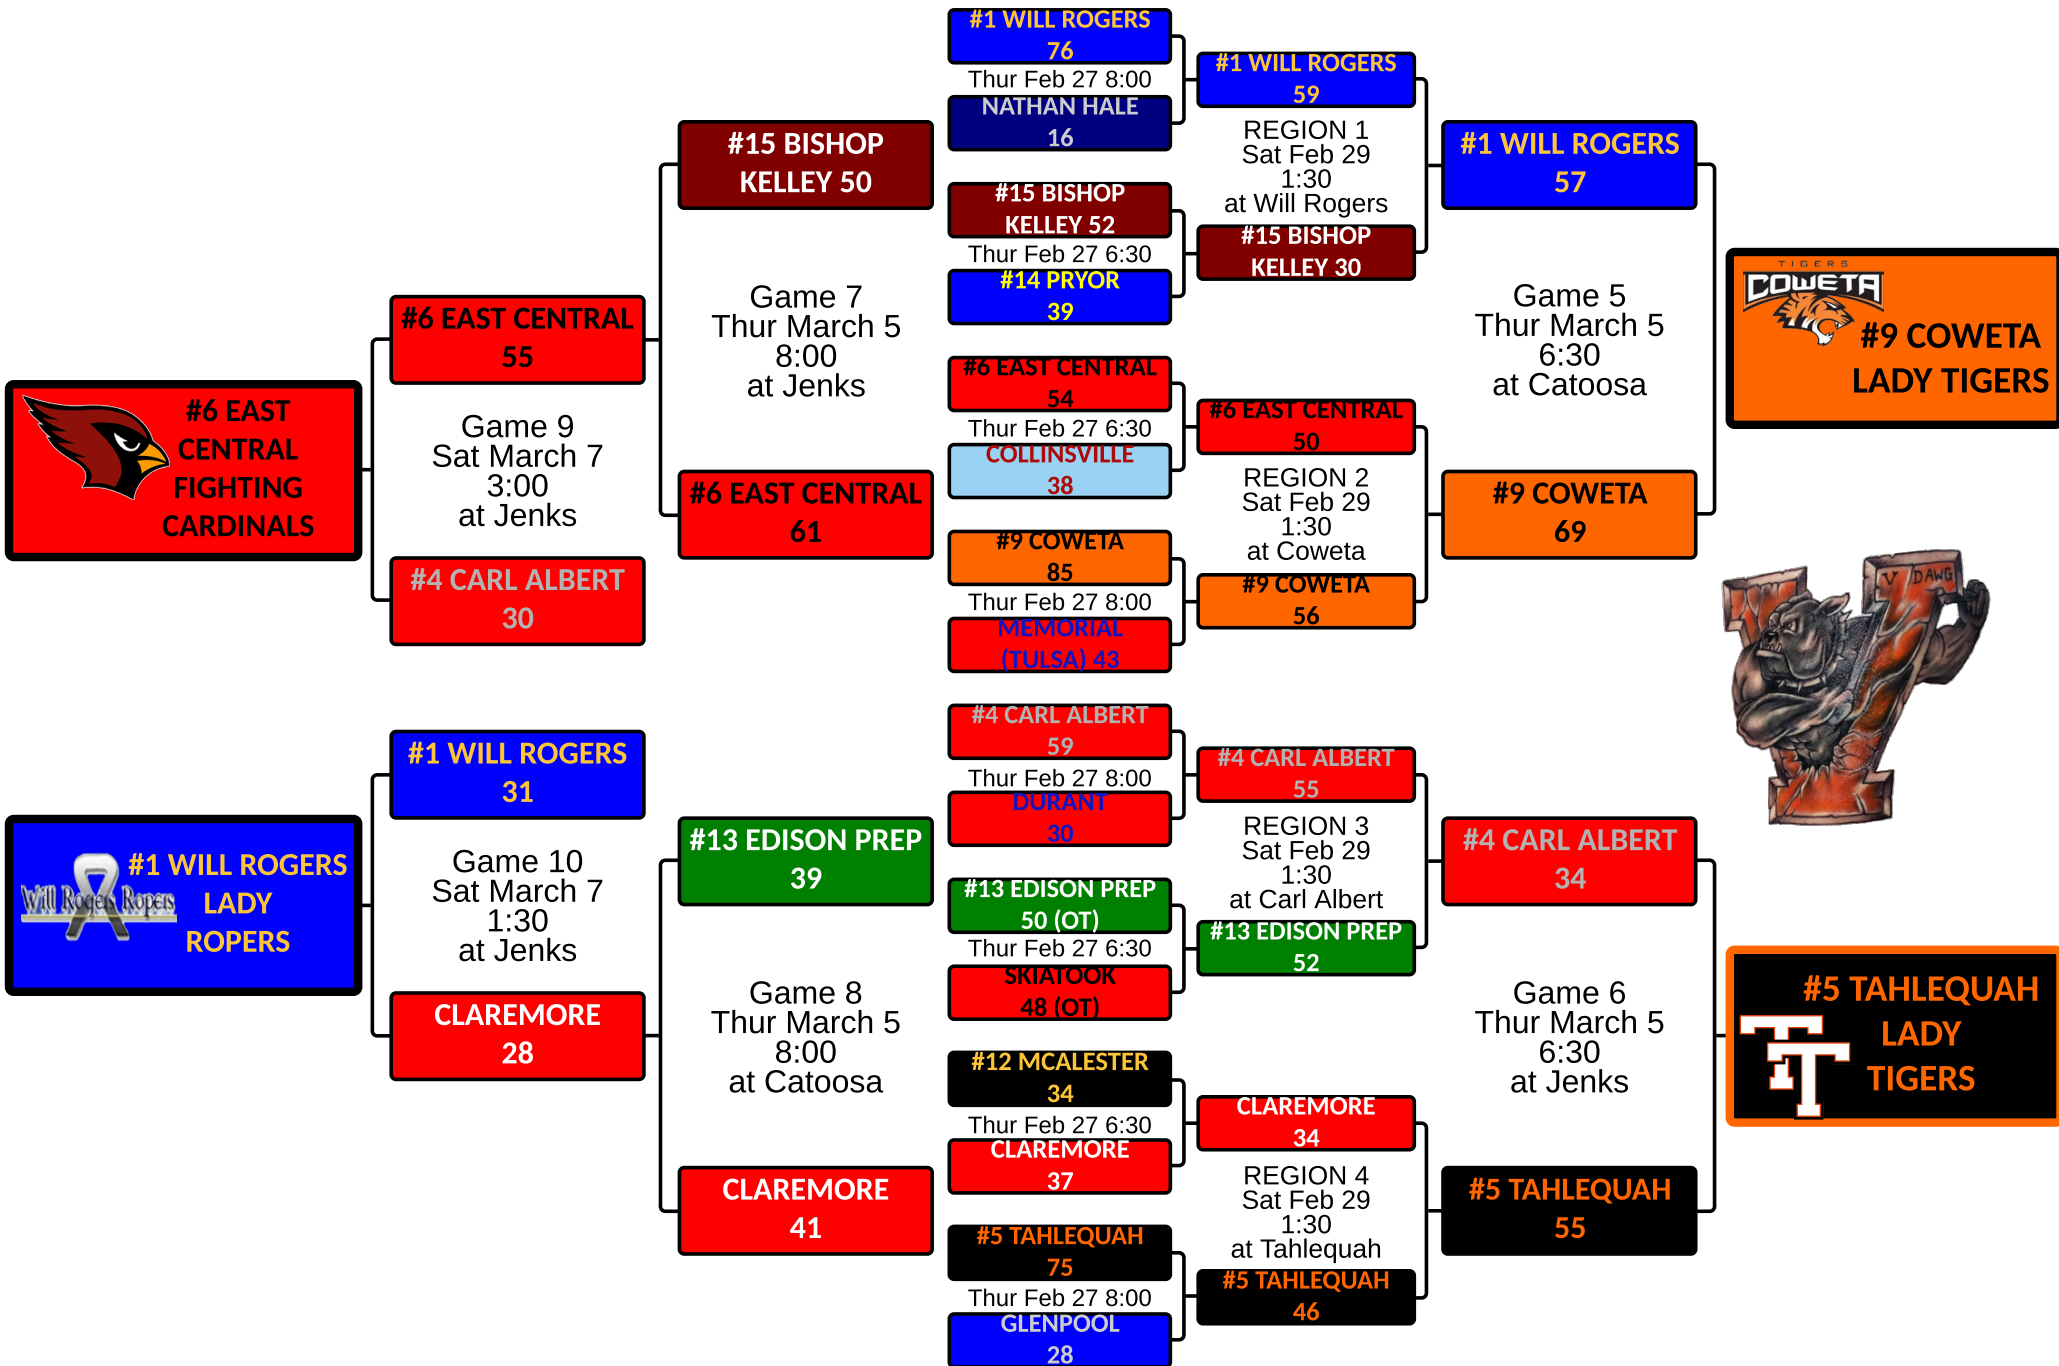 #1 WILL ROGERS
76
Thur Feb 27 8:00
NATHAN HALE
16
#15 BISHOP
KELLEY 52
Thur Feb 27 6:30
#14 PRYOR
39
#6 EAST CENTRAL
54
Thur Feb 27 6:30
COLLINSVILLE
38
#9 COWETA
85
Thur Feb 27 8:00
MEMORIAL
(TULSA) 43
#4 CARL ALBERT
59
Thur Feb 27 8:00
DURANT
30
#13 EDISON PREP
50 (OT)
Thur Feb 27 6:30
SKIATOOK
48 (OT)
#12 MCALESTER
34
Thur Feb 27 6:30
CLAREMORE
37
#5 TAHLEQUAH
75
Thur Feb 27 8:00
GLENPOOL
28
#1 WILL ROGERS
59
REGION 1
Sat Feb 29
1:30
at Will Rogers
#15 BISHOP
KELLEY 30
#6 EAST CENTRAL
50
REGION 2
Sat Feb 29
1:30
at Coweta
#9 COWETA
56
#4 CARL ALBERT
55
REGION 3
Sat Feb 29
1:30
at Carl Albert
#13 EDISON PREP
52
CLAREMORE
34
REGION 4
Sat Feb 29
1:30
at Tahlequah
#5 TAHLEQUAH
46
#1 WILL ROGERS
57
Game 5
Thur March 5
6:30
at Catoosa
#9 COWETA
69
#4 CARL ALBERT
34
Game 6
Thur March 5
6:30
at Jenks
#5 TAHLEQUAH
55
TIGERS
COWETA
#9 COWETA
LADY TIGERS
V DAWG
#5 TAHLEQUAH
LADY
TIGERS
TT
#15 BISHOP
KELLEY 50
Game 7
Thur March 5
8:00
at Jenks
#6 EAST CENTRAL
61
#13 EDISON PREP
39
Game 8
Thur March 5
8:00
at Catoosa
CLAREMORE
41
#6 EAST CENTRAL
55
Game 9
Sat March 7
3:00
at Jenks
#4 CARL ALBERT
30
#1 WILL ROGERS
31
Game 10
Sat March 7
1:30
at Jenks
CLAREMORE
28
#6 EAST
CENTRAL
FIGHTING
CARDINALS
Will Rogers Ropers
#1 WILL ROGERS
LADY
ROPERS